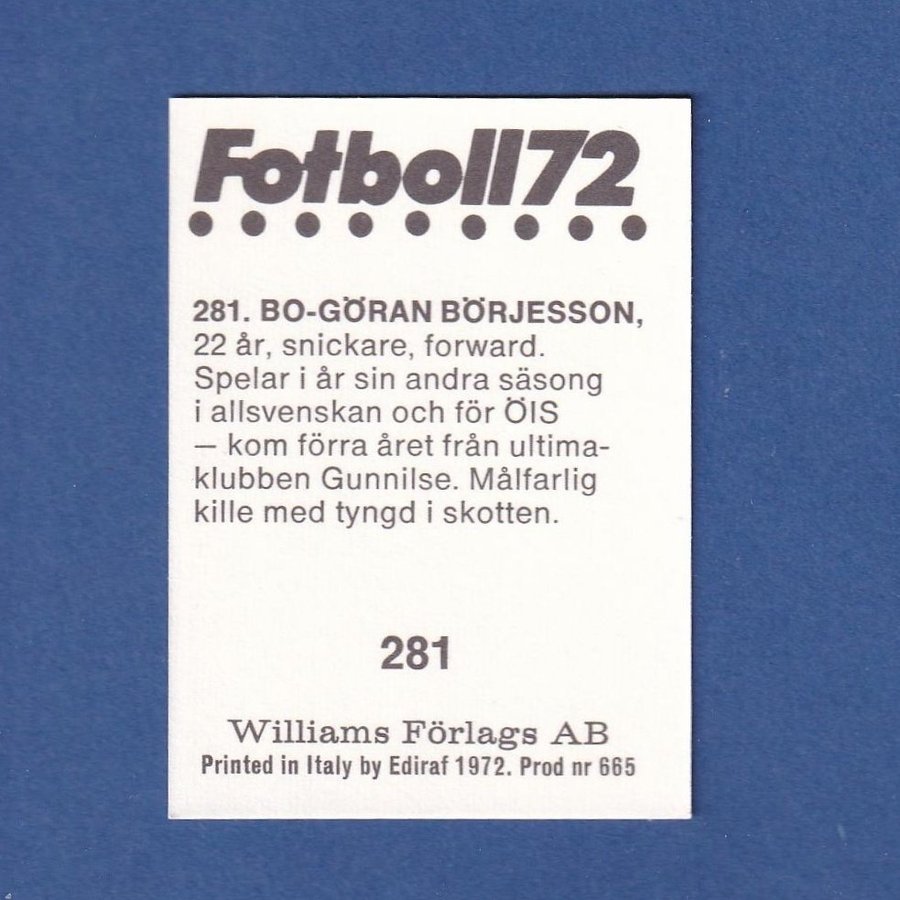 Fotboll72
281. BO-GÖRAN BÖRJESSON,
22 år, snickare, forward.
Spelar i år sin andra säsong
i allsvenskan och för ÖIS
— kom förra året från ultima-
klubben Gunnilse. Målfarlig
kille med tyngd i skotten.
281
Williams Förlags AB
Printed in Italy by Ediraf 1972. Prod nr 665